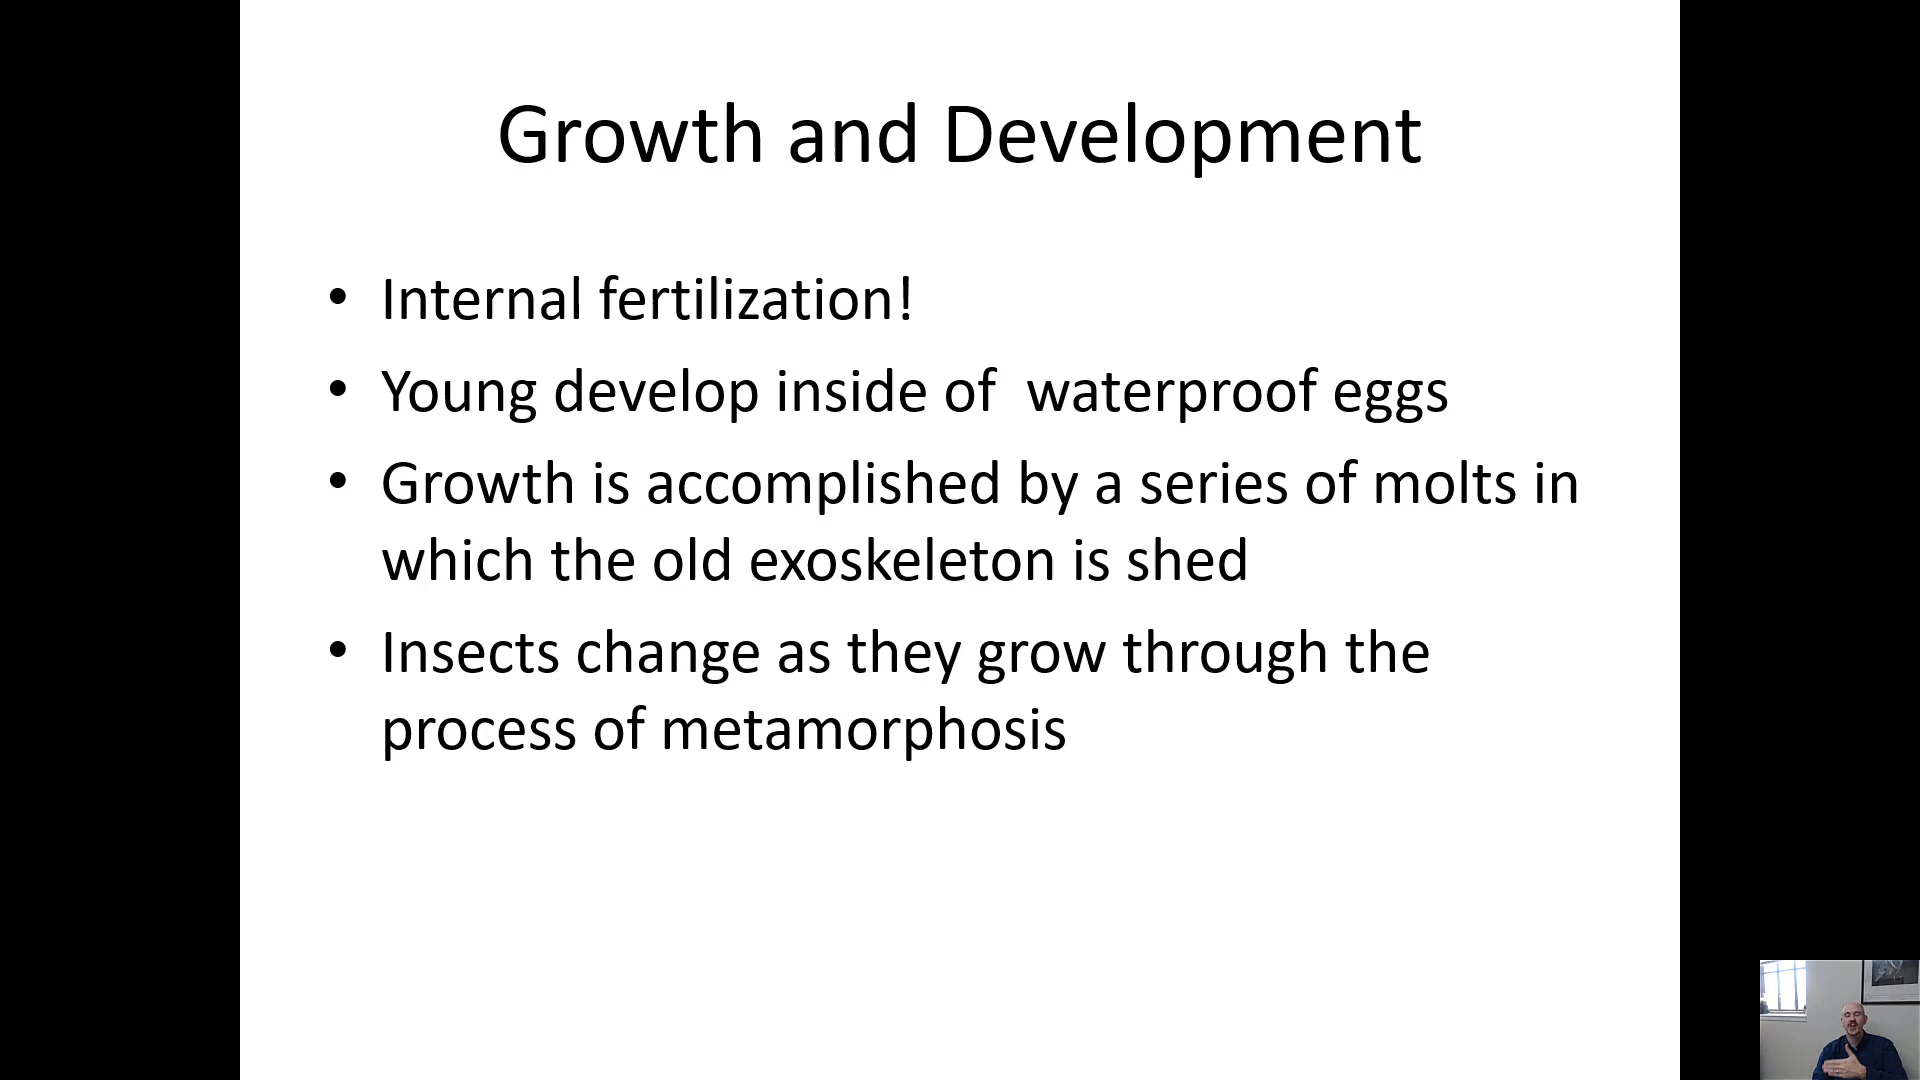 Growth and Development
• Internal fertilization!
• Young develop inside of  waterproof eggs
• Growth is accomplished by a series of molts in
which the old exoskeleton is shed
• Insects change as they grow through the
process of metamorphosis